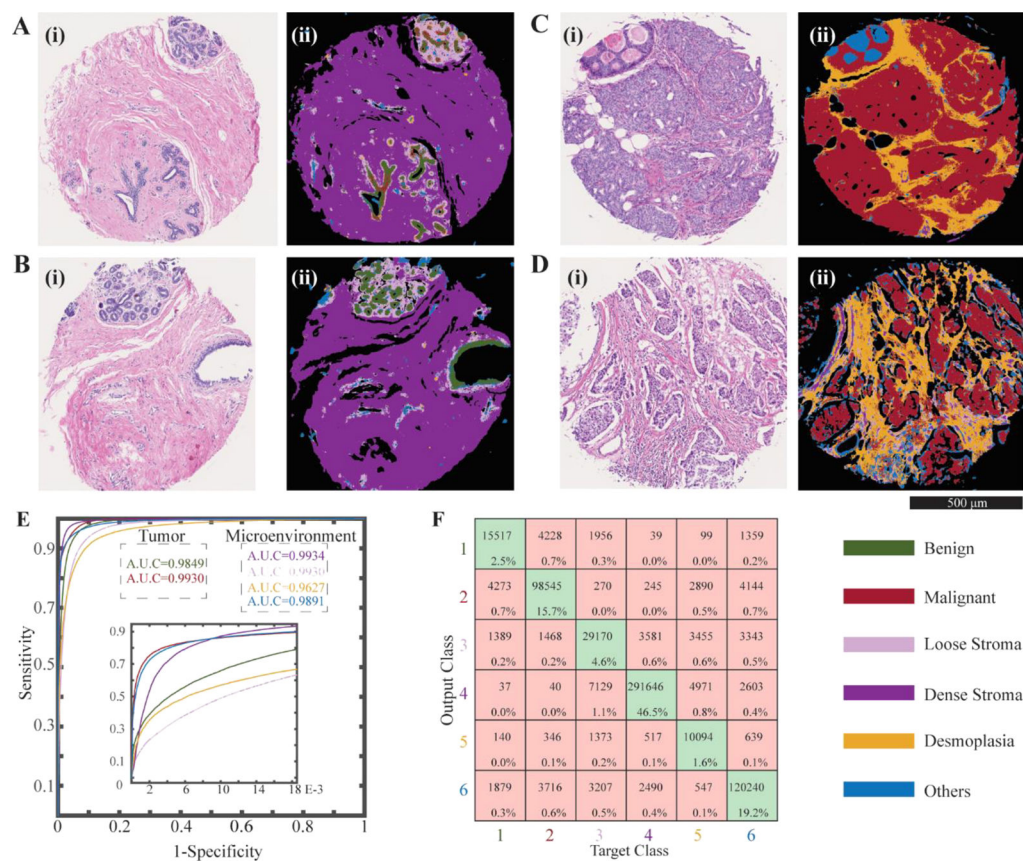 A (i) (ii) C (i) (ii)
B (i) (ii) D (i) (ii)
500 μm
E
Tumor Microenvironment
A.U.C=0.9849
A.U.C=0.9930
A.U.C=0.9934
A.U.C=0.9930
A.U.C=0.9627
A.U.C=0.9891
Sensitivity
0.9
0.7
0.5
0.3
0.1
0 0.2 0.4 0.6 0.8 1
1-Specificity
0.9
0.7
0.5
0.3
0.1
0
2 6 10 14 18 E-3
F
Output Class
1 15517 4228 1956 39 99 1359
2.5% 0.7% 0.3% 0.0% 0.0% 0.2%
2 4273 98545 270 245 2890 4144
0.7% 15.7% 0.0% 0.0% 0.5% 0.7%
3 1389 1468 29170 3581 3455 3343
0.2% 0.2% 4.6% 0.6% 0.6% 0.5%
4 37 40 7129 291646 4971 2603
0.0% 0.0% 1.1% 46.5% 0.8% 0.4%
5 140 346 1373 517 10094 639
0.0% 0.1% 0.2% 0.1% 1.6% 0.1%
6 1879 3716 3207 2490 547 120240
0.3% 0.6% 0.5% 0.4% 0.1% 19.2%
1 2 3 4 5 6
Target Class
Benign
Malignant
Loose Stroma
Dense Stroma
Desmoplasia
Others